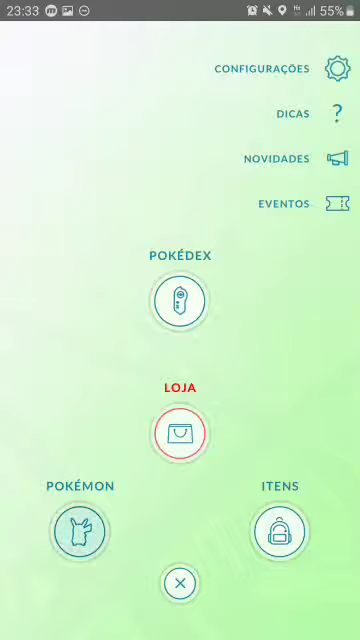 23:33
55%
CONFIGURAÇÕES
DICAS
?
NOVIDADES
EVENTOS
POKÉDEX
LOJA
POKÉMON
ITENS